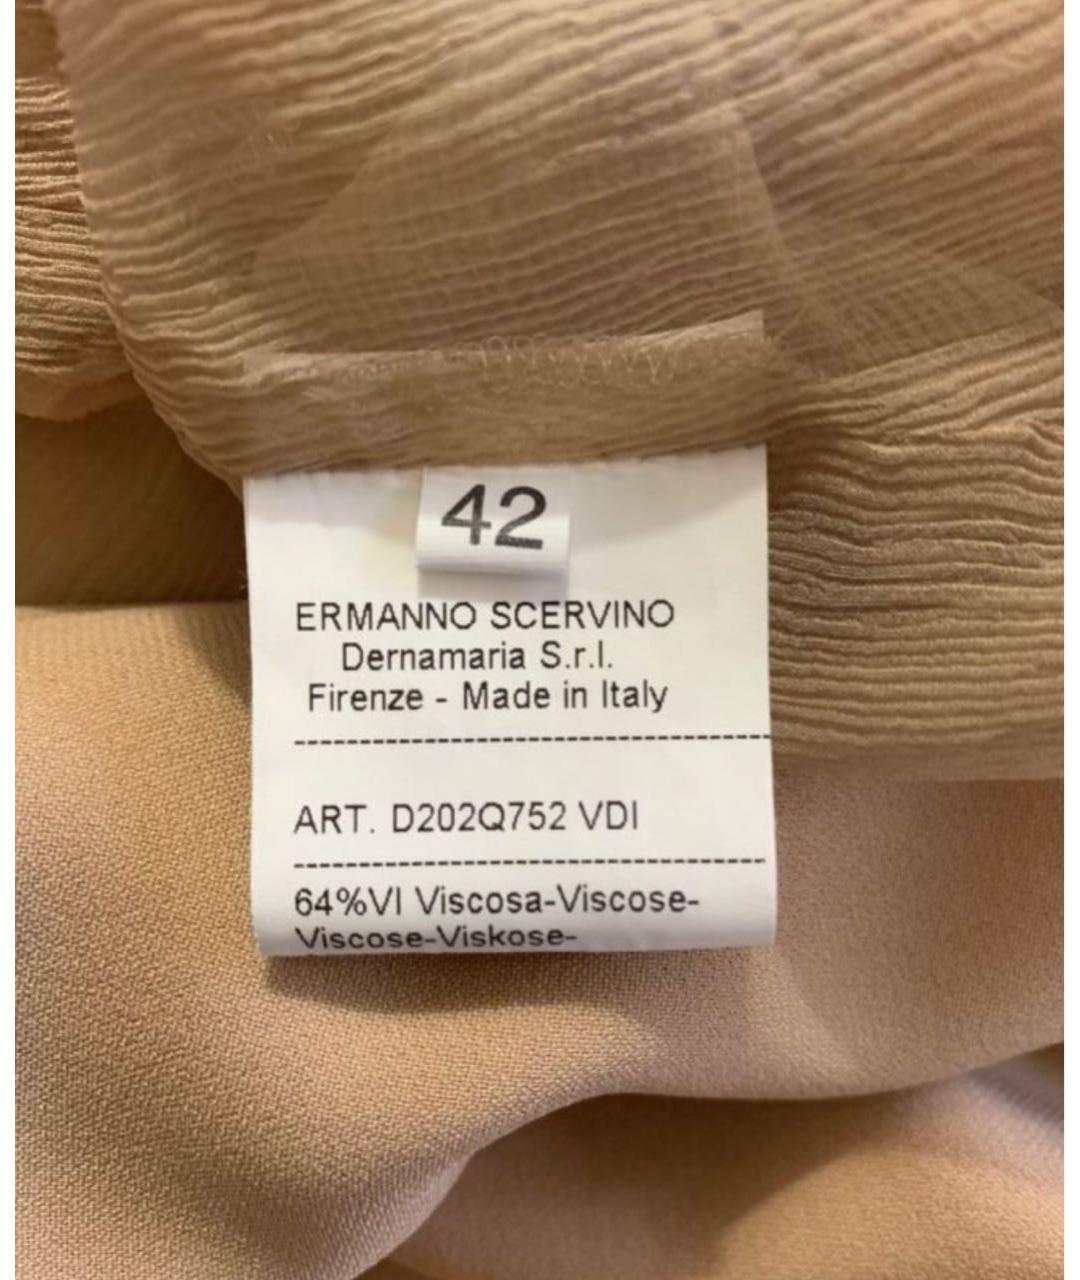 42
ERMANNO SCERVINO
Dernamaria S.r.l.
Firenze - Made in Italy
ART. D202Q752 VDI
64%VI Viscosa-Viscose-
Viscose-Viskose-